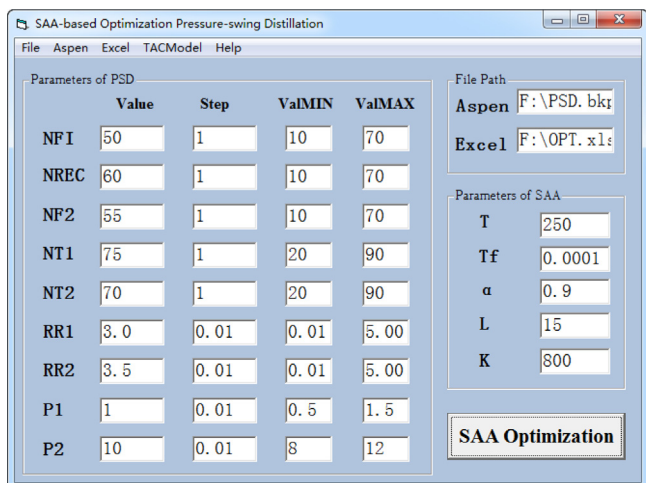 SAA-based Optimization Pressure-swing Distillation
File Aspen Excel TACModel Help
Parameters of PSD
Value Step ValMIN ValMAX
NFI 50 1 10 70
NREC 60 1 10 70
NF2 55 1 10 70
NT1 75 1 20 90
NT2 70 1 20 90
RR1 3.0 0.01 0.01 5.00
RR2 3.5 0.01 0.01 5.00
P1 1 0.01 0.5 1.5
P2 10 0.01 8 12
File Path
Aspen F:\PSD.bkp
Excel F:\OPT.xls
Parameters of SAA
T 250
Tf 0.0001
α 0.9
L 15
K 800
SAA Optimization